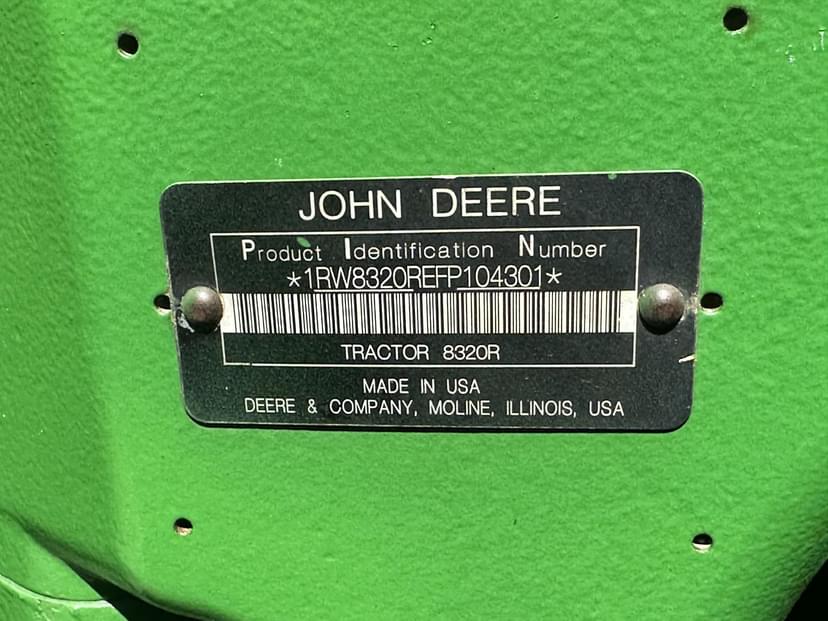 JOHN DEERE
Product Identification Number
*1RW8320REFP104301*
TRACTOR 8320R
MADE IN USA
DEERE & COMPANY, MOLINE, ILLINOIS, USA